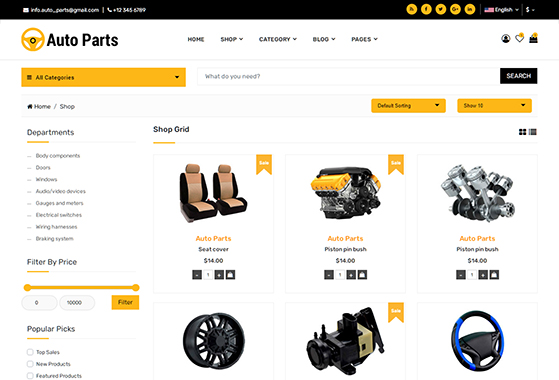 info.auto_parts@gmail.com | +12 345 6789
English $
Auto Parts
HOME SHOP CATEGORY BLOG PAGES
All Categories
What do you need?
SEARCH
Home / Shop
Default Sorting
Show 10
Departments
Body components
Doors
Windows
Audio/video devices
Gauges and meters
Electrical switches
Wiring harnesses
Braking system
Filter By Price
0 10000 Filter
Popular Picks
Top Sales
New Products
Featured Products
Shop Grid
Sale
Auto Parts
Seat cover
$14.00
- 1 +
Sale
Auto Parts
Piston pin bush
$14.00
- 1 +
Auto Parts
Piston pin bush
$14.00
- 1 +
Sale